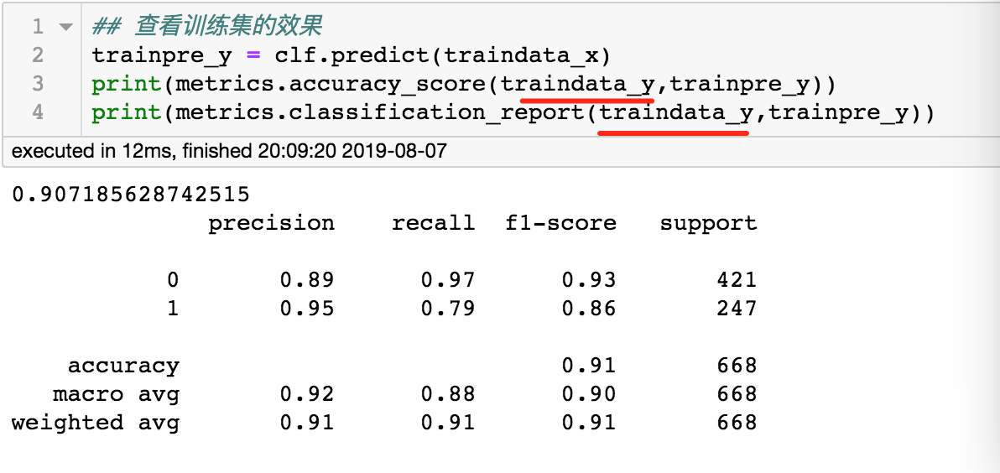 1 ## 查看训练集的效果
2 trainpre_y = clf.predict(traindata_x)
3 print(metrics.accuracy_score(traindata_y,trainpre_y))
4 print(metrics.classification_report(traindata_y,trainpre_y))
executed in 12ms, finished 20:09:20 2019-08-07
0.907185628742515
precision recall f1-score support
0 0.89 0.97 0.93 421
1 0.95 0.79 0.86 247
accuracy 0.91 668
macro avg 0.92 0.88 0.90 668
weighted avg 0.91 0.91 0.91 668